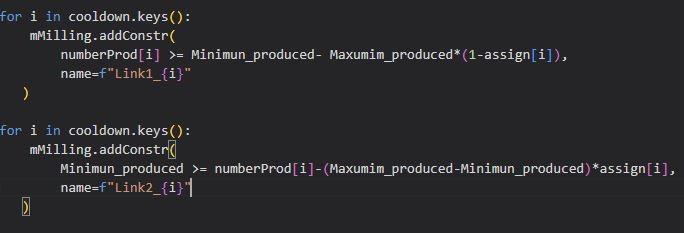 for i in cooldown.keys():
    mMilling.addConstr(
        numberProd[i] >= Minimun_produced- Maxumim_produced*(1-assign[i]),
        name=f"Link1_{i}"
    )

for i in cooldown.keys():
    mMilling.addConstr(
        Minimun_produced >= numberProd[i]-(Maxumim_produced-Minimun_produced)*assign[i],
        name=f"Link2_{i}"
    )